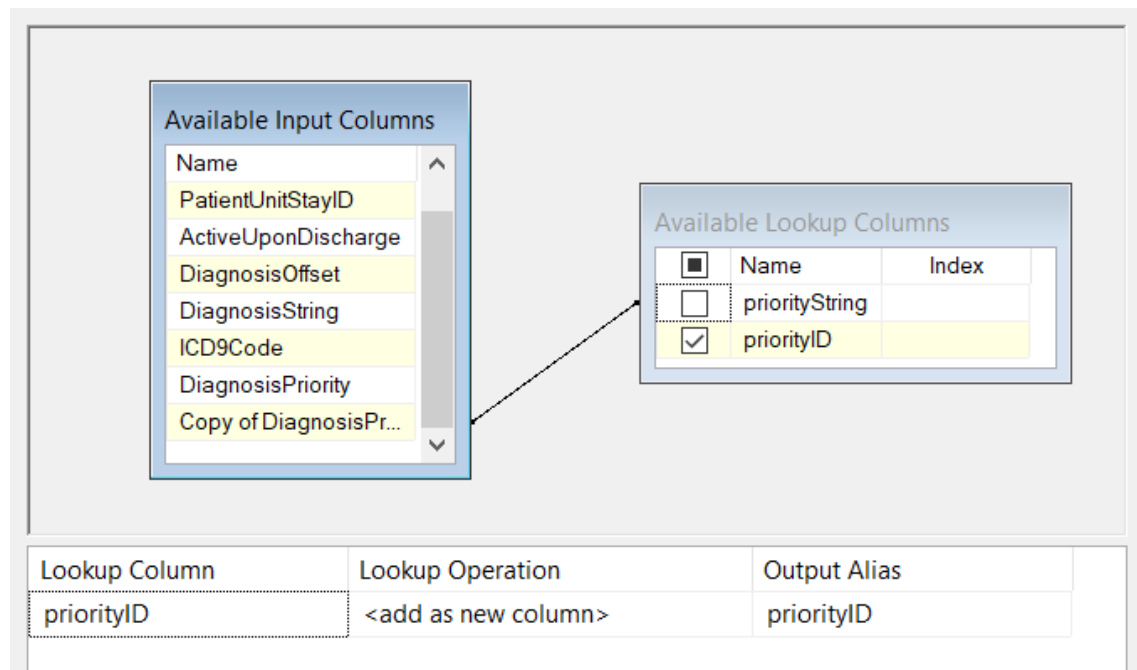 Available Input Columns
Name
PatientUnitStayID
ActiveUponDischarge
DiagnosisOffset
DiagnosisString
ICD9Code
DiagnosisPriority
Copy of DiagnosisPr...
Available Lookup Columns
Name Index
priorityString
priorityID
Lookup Column Lookup Operation Output Alias
priorityID <add as new column> priorityID